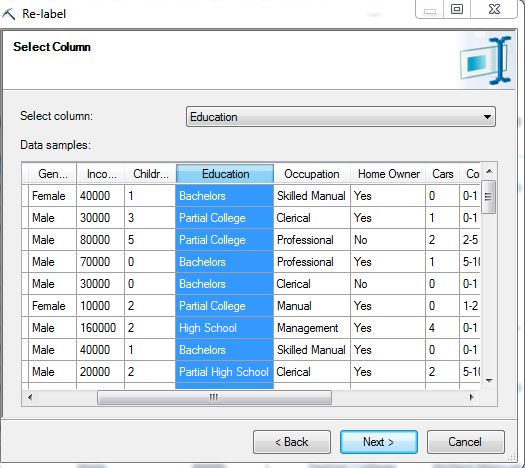 Re-label
Select Column
Select column: Education
Data samples:
Gen... Inco... Childr... Education Occupation Home Owner Cars Co
Female 40000 1 Bachelors Skilled Manual Yes 0 0-1
Male 30000 3 Partial College Clerical Yes 1 0-1
Male 80000 5 Partial College Professional No 2 2-5
Male 70000 0 Bachelors Professional Yes 1 5-10
Male 30000 0 Bachelors Clerical No 0 0-1
Female 10000 2 Partial College Manual Yes 0 1-2
Male 160000 2 High School Management Yes 4 0-1
Male 40000 1 Bachelors Skilled Manual Yes 0 0-1
Male 20000 2 Partial High School Clerical Yes 2 5-10
< Back Next > Cancel